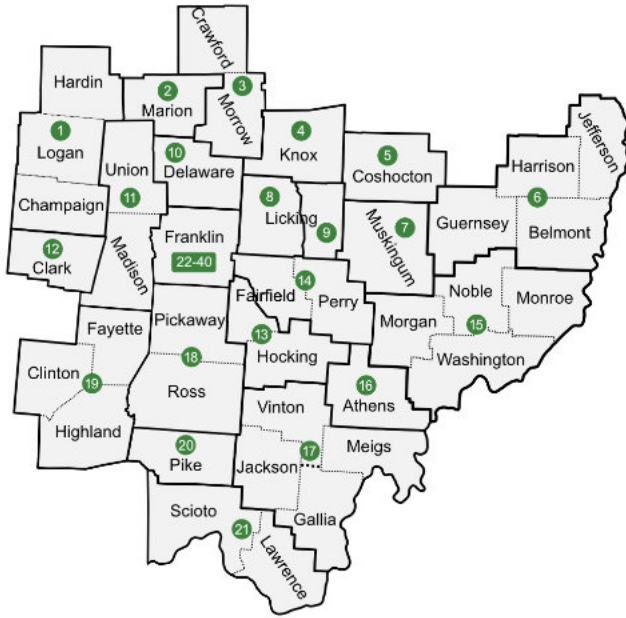 Crawford
Hardin
2
Marion
3
Morrow
1
Logan
4
Knox
Jefferson
Union
10
Delaware
5
Coshocton
Harrison
11
Champaign
8
Licking
9
7
Muskingum
Guernsey
6
Belmont
12
Clark
Madison
Franklin
22-40
14
Fairfield
Perry
Noble
Monroe
Fayette
Pickaway
13
Hocking
Morgan
15
Washington
Clinton
19
18
Ross
16
Athens
Highland
Vinton
20
Pike
17
Jackson
Meigs
Scioto
21
Gallia
Lawrence